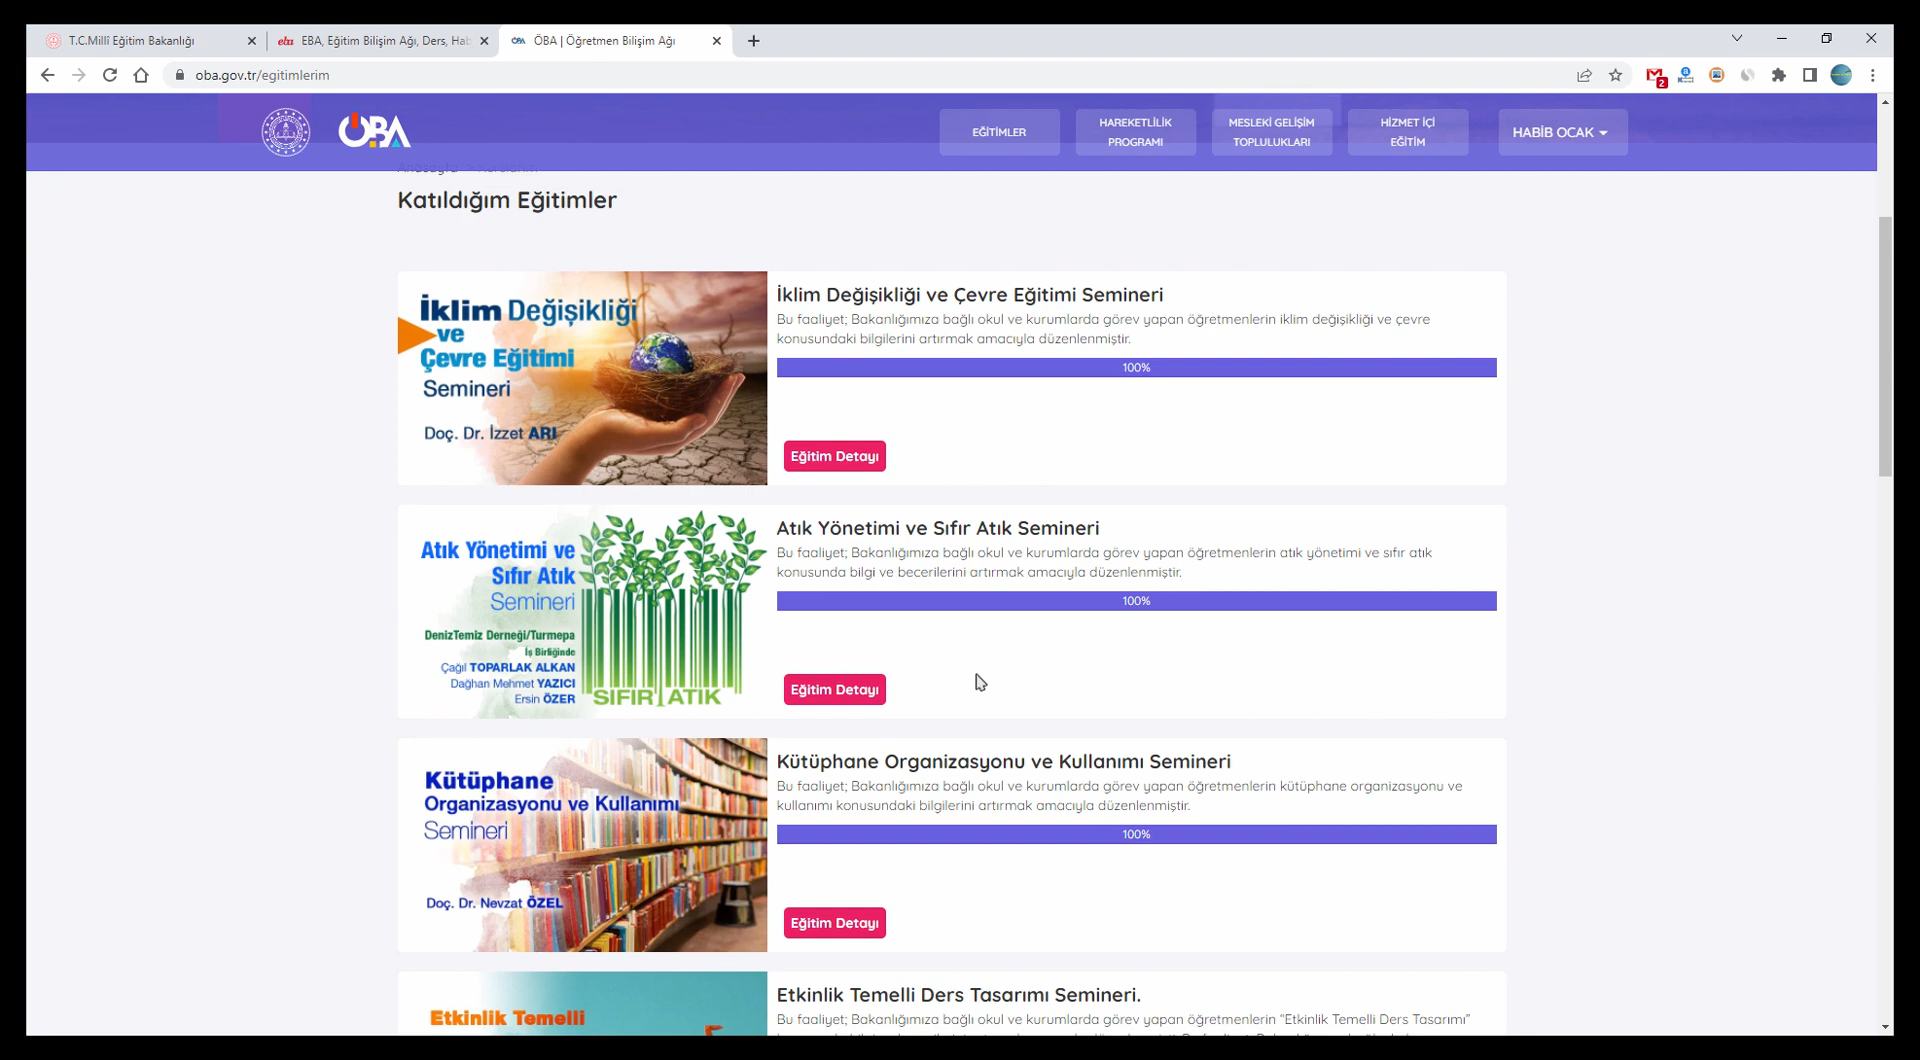 T.C.Millî Eğitim Bakanlığı
eba EBA, Eğitim Bilişim Ağı, Ders, Hab
ÖBA ÖBA | Öğretmen Bilişim Ağı
oba.gov.tr/egitimlerim
2
ÖBA
EĞİTİMLER
HAREKETLİLİK
PROGRAMI
MESLEKİ GELİŞİM
TOPLULUKLARI
HİZMET İÇİ
EĞİTİM
HABİB OCAK
Anasayfa
Katıldığım Eğitimler
İklim Değişikliği
ve
Çevre Eğitimi
Semineri
Doç. Dr. İzzet ARI
İklim Değişikliği ve Çevre Eğitimi Semineri
Bu faaliyet; Bakanlığımıza bağlı okul ve kurumlarda görev yapan öğretmenlerin iklim değişikliği ve çevre
konusundaki bilgilerini artırmak amacıyla düzenlenmiştir.
100%
Eğitim Detayı
Atık Yönetimi ve
Sıfır Atık
Semineri
DenizTemiz Derneği/Turmepa
İş Birliğinde
Çağıl TOPARLAK ALKAN
Dağhan Mehmet YAZICI
Ersin ÖZER
SIFIR ATIK
Atık Yönetimi ve Sıfır Atık Semineri
Bu faaliyet; Bakanlığımıza bağlı okul ve kurumlarda görev yapan öğretmenlerin atık yönetimi ve sıfır atık
konusunda bilgi ve becerilerini artırmak amacıyla düzenlenmiştir.
100%
Eğitim Detayı
Kütüphane
Organizasyonu ve Kullanımı
Semineri
Doç. Dr. Nevzat ÖZEL
Kütüphane Organizasyonu ve Kullanımı Semineri
Bu faaliyet; Bakanlığımıza bağlı okul ve kurumlarda görev yapan öğretmenlerin kütüphane organizasyonu ve
kullanımı konusundaki bilgilerini artırmak amacıyla düzenlenmiştir.
100%
Eğitim Detayı
Etkinlik Temelli
Etkinlik Temelli Ders Tasarımı Semineri.
Bu faaliyet; Bakanlığımıza bağlı okul ve kurumlarda görev yapan öğretmenlerin “Etkinlik Temelli Ders Tasarımı”